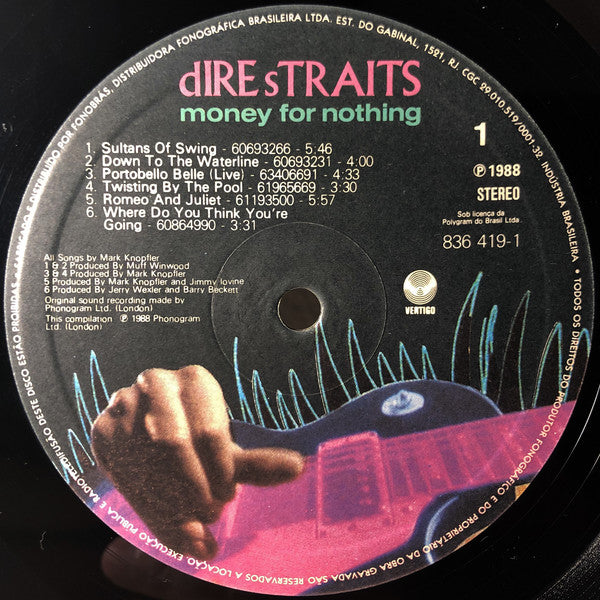 dIRE sTRAITS
money for nothing
1. Sultans Of Swing - 60693266 - 5:46
2. Down To The Waterline - 60693231 - 4:00
3. Portobello Belle (Live) - 63406691 - 4:33
4. Twisting By The Pool - 61965669 - 3:30
5. Romeo And Juliet - 61193500 - 5:57
6. Where Do You Think You're
Going - 60864990 - 3:31
1
℗ 1988
STEREO
Sob licença da
Polygram do Brasil Ltda.
836 419-1
All Songs by Mark Knopfler
1 & 2 Produced By Muff Winwood
3 & 4 Produced By Mark Knopfler
5 Produced By Mark Knopfler and Jimmy Iovine
6 Produced By Jerry Wexler and Barry Beckett
Original sound recording made by
Phonogram Ltd. (London)
This compilation ℗ 1988 Phonogram
Ltd. (London)
VERTIGO
DISTRIBUÍDO POR FONOBRÁS, DISTRIBUIDORA FONOGRÁFICA BRASILEIRA LTDA. EST. DO GABINAL, 1521, RJ. CGC 29.010.519/0001-32. INDÚSTRIA BRASILEIRA • TODOS OS DIREITOS DO PRODUTOR FONOGRÁFICO E DO PROPRIETÁRIO DA OBRA GRAVADA SÃO RESERVADOS A LOCAÇÃO, EXECUÇÃO PÚBLICA E RADIOTELEDIFUSÃO DESTE DISCO ESTÃO PROIBIDAS